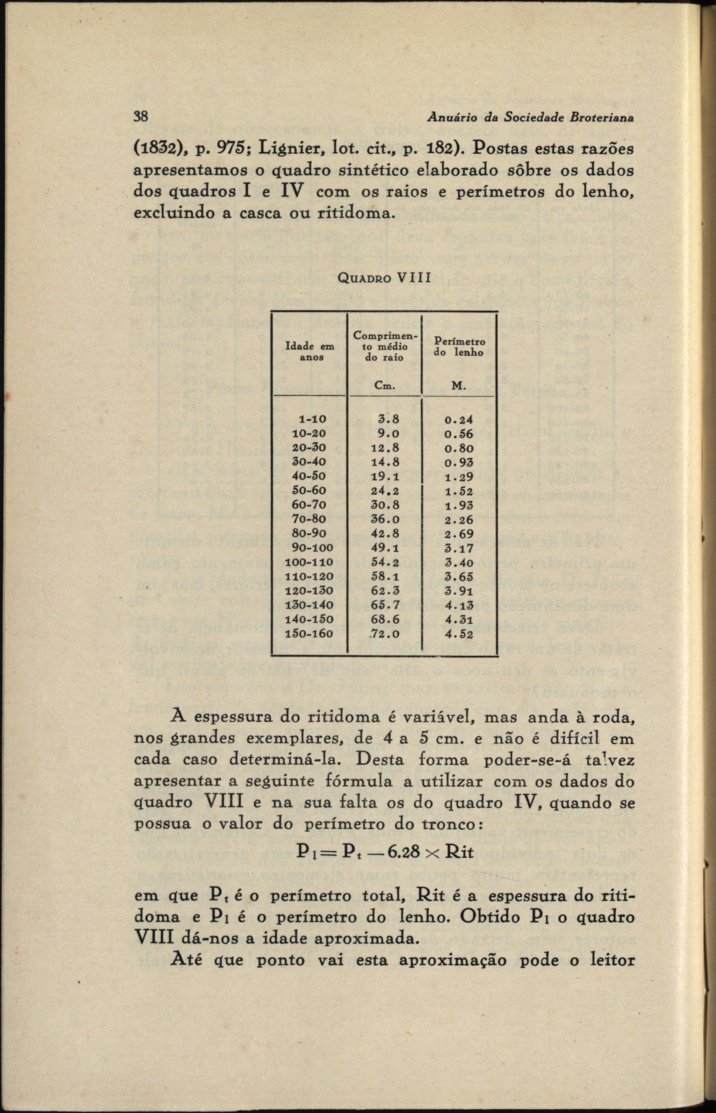 38 Anuário da Sociedade Broteriana
(1832), p. 975; Lignier, lot. cit., p. 182). Postas estas razões
apresentamos o quadro sintético elaborado sôbre os dados
dos quadros I e IV com os raios e perímetros do lenho,
excluindo a casca ou ritidoma.
QUADRO VIII
Idade em
anos
Comprimen-
to médio
do raio
Cm.
Perímetro
do lenho
M.
1-10 3.8 0.24
10-20 9.0 0.56
20-30 12.8 0.80
30-40 14.8 0.93
40-50 19.1 1.29
50-60 24.2 1.52
60-70 30.8 1.93
70-80 36.0 2.26
80-90 42.8 2.69
90-100 49.1 3.17
100-110 54.2 3.40
110-120 58.1 3.65
120-130 62.3 3.91
130-140 65.7 4.13
140-150 68.6 4.31
150-160 72.0 4.52
A espessura do ritidoma é variável, mas anda à roda,
nos grandes exemplares, de 4 a 5 cm. e não é difícil em
cada caso determiná-la. Desta forma poder-se-á talvez
apresentar a seguinte fórmula a utilizar com os dados do
quadro VIII e na sua falta os do quadro IV, quando se
possua o valor do perímetro do tronco:
Pl = Pt — 6.28 × Rit
em que Pt é o perímetro total, Rit é a espessura do riti-
doma e Pl é o perímetro do lenho. Obtido Pl o quadro
VIII dá-nos a idade aproximada.
Até que ponto vai esta aproximação pode o leitor